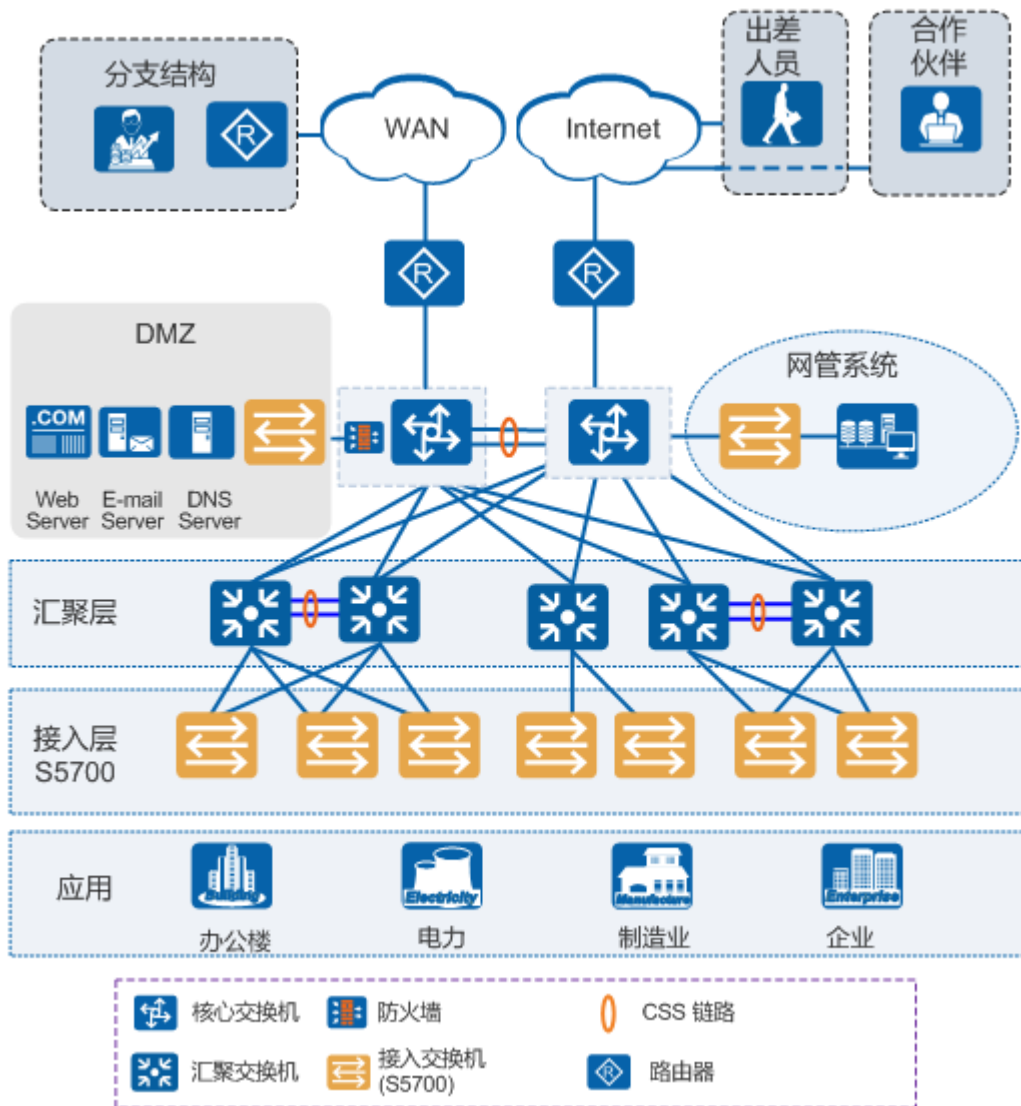 分支结构
WAN
Internet
出差
人员
合作
伙伴
R
R
R
DMZ
.COM
Web
Server
E-mail
Server
DNS
Server
网管系统
汇聚层
接入层
S5700
应用
Building
办公楼
Electricity
电力
Manufacture
制造业
Enterprise
企业
核心交换机
防火墙
CSS 链路
汇聚交换机
接入交换机
(S5700)
R
路由器